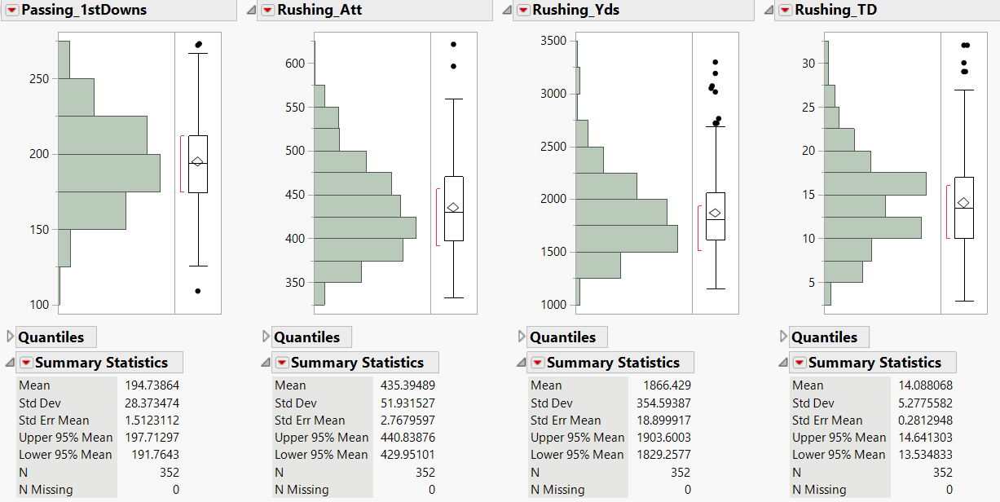 Passing_1stDowns
250
200
150
100
Quantiles
Summary Statistics
Mean 194.73864
Std Dev 28.373474
Std Err Mean 1.5123112
Upper 95% Mean 197.71297
Lower 95% Mean 191.7643
N 352
N Missing 0
Rushing_Att
600
550
500
450
400
350
Quantiles
Summary Statistics
Mean 435.39489
Std Dev 51.931527
Std Err Mean 2.7679597
Upper 95% Mean 440.83876
Lower 95% Mean 429.95101
N 352
N Missing 0
Rushing_Yds
3500
3000
2500
2000
1500
1000
Quantiles
Summary Statistics
Mean 1866.429
Std Dev 354.59387
Std Err Mean 18.899917
Upper 95% Mean 1903.6003
Lower 95% Mean 1829.2577
N 352
N Missing 0
Rushing_TD
30
25
20
15
10
5
Quantiles
Summary Statistics
Mean 14.088068
Std Dev 5.2775582
Std Err Mean 0.2812948
Upper 95% Mean 14.641303
Lower 95% Mean 13.534833
N 352
N Missing 0